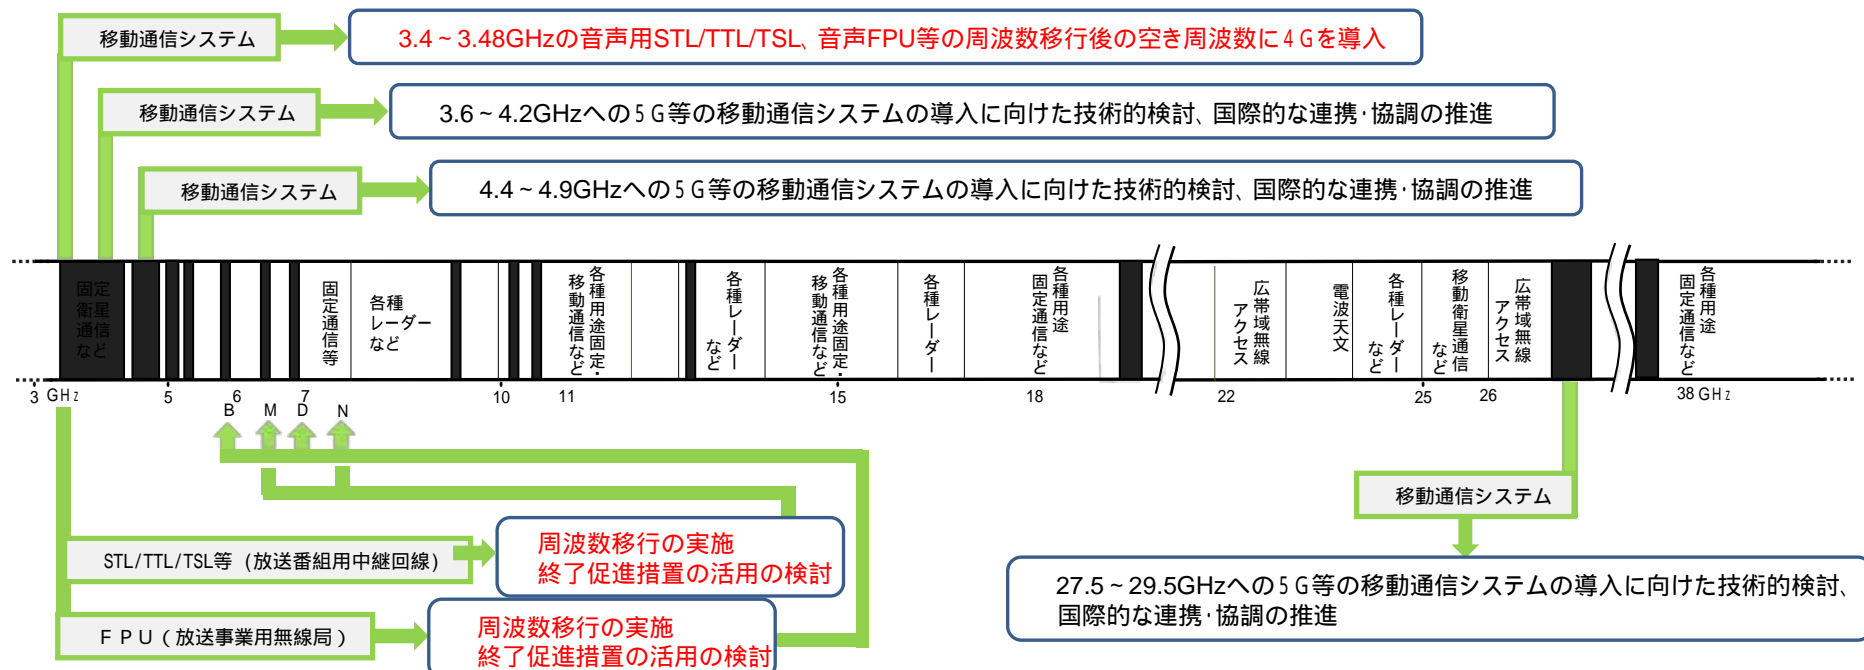 移動通信システム
3.4～3.48GHzの音声用STL/TTL/TSL、音声FPU等の周波数移行後の空き周波数に4Gを導入
移動通信システム
3.6～4.2GHzへの5G等の移動通信システムの導入に向けた技術的検討、国際的な連携・協調の推進
移動通信システム
4.4～4.9GHzへの5G等の移動通信システムの導入に向けた技術的検討、国際的な連携・協調の推進
固定
衛星
通信
など
固定通信等
各種
レーダー
など
各種用途固定・
移動通信など
各種レーダー
など
各種用途固定・
移動通信など
各種レーダー
各種用途
固定通信など
広帯域無線
アクセス
電波天文
各種レーダー
など
移動衛星通信
など
広帯域無線
アクセス
各種用途
固定通信など
3 GHz 5 6 7 10 11 15 18 22 25 26 38 GHz
B M D N
移動通信システム
STL/TTL/TSL等（放送番組用中継回線）
周波数移行の実施
終了促進措置の活用の検討
27.5～29.5GHzへの5G等の移動通信システムの導入に向けた技術的検討、
国際的な連携・協調の推進
FPU（放送事業用無線局）
周波数移行の実施
終了促進措置の活用の検討